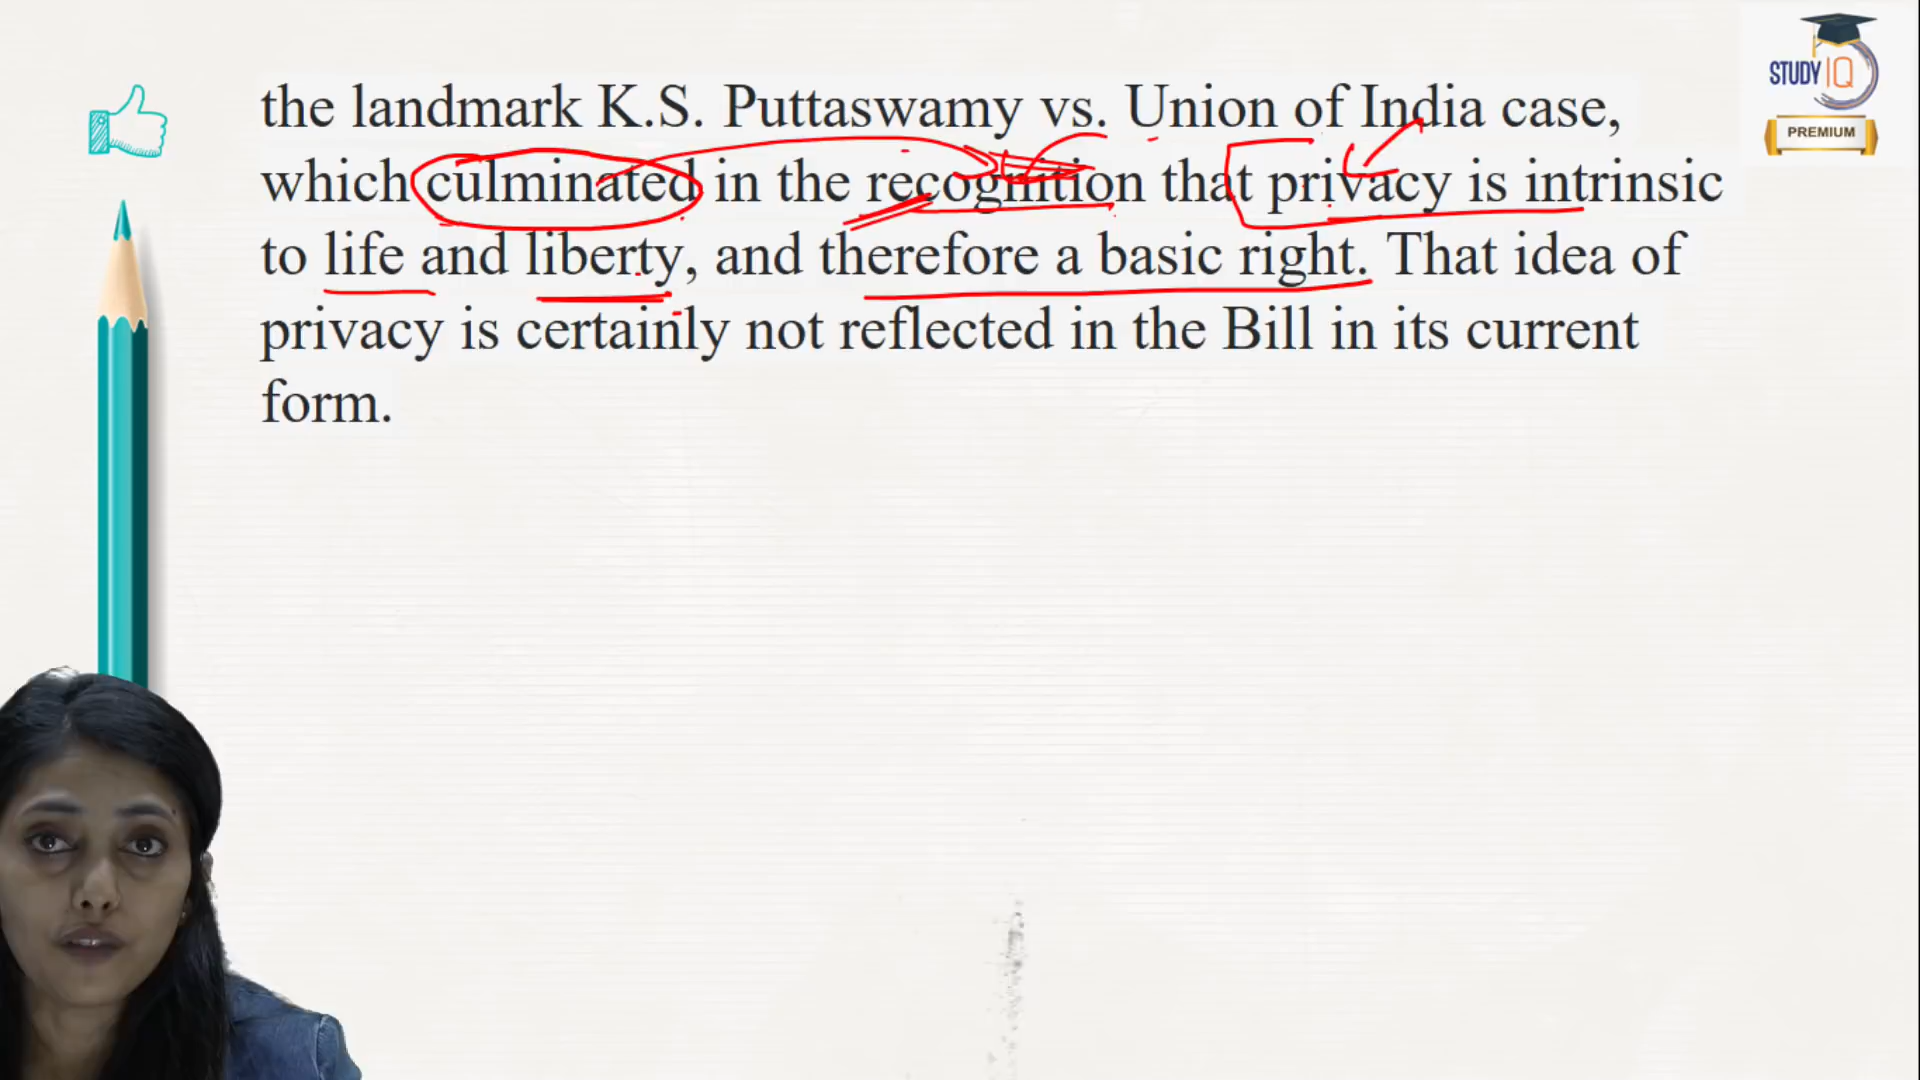 the landmark K.S. Puttaswamy vs. Union of India case,
which culminated in the recognition that privacy is intrinsic
to life and liberty, and therefore a basic right. That idea of
privacy is certainly not reflected in the Bill in its current
form.
STUDY IQ
PREMIUM